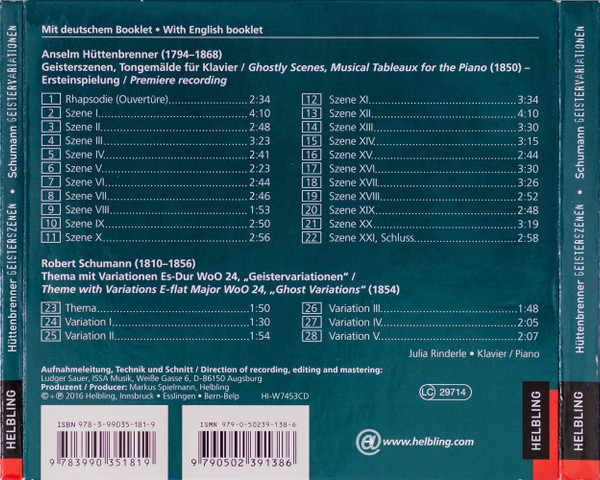 Mit deutschem Booklet • With English booklet
Anselm Hüttenbrenner (1794–1868)
Geisterszenen, Tongemälde für Klavier / Ghostly Scenes, Musical Tableaux for the Piano (1850) –
Ersteinspielung / Premiere recording
1 Rhapsodie (Ouvertüre) 2:34
2 Szene I 4:10
3 Szene II 2:48
4 Szene III 3:23
5 Szene IV 2:41
6 Szene V 2:23
7 Szene VI 2:44
8 Szene VII 2:46
9 Szene VIII 1:53
10 Szene IX 2:50
11 Szene X 2:56
12 Szene XI 3:34
13 Szene XII 4:10
14 Szene XIII 3:30
15 Szene XIV 3:15
16 Szene XV 2:44
17 Szene XVI 3:30
18 Szene XVII 3:26
19 Szene XVIII 2:52
20 Szene XIX 2:48
21 Szene XX 3:19
22 Szene XXI, Schluss 2:58
Robert Schumann (1810–1856)
Thema mit Variationen Es-Dur WoO 24, „Geistervariationen“ /
Theme with Variations E-flat Major WoO 24, „Ghost Variations“ (1854)
23 Thema 1:50
24 Variation I 1:30
25 Variation II 1:54
26 Variation III 1:48
27 Variation IV 2:05
28 Variation V 2:07
Julia Rinderle • Klavier / Piano
Aufnahmeleitung, Technik und Schnitt / Direction of recording, editing and mastering:
Ludger Sauer, ISSA Musik, Weiße Gasse 6, D-86150 Augsburg
Produzent / Producer: Markus Spielmann, Helbling
©+℗ 2016 Helbling, Innsbruck • Esslingen • Bern-Belp HI-W7453CD
LC 29714
ISBN 978-3-99035-181-9
9 783990 351819
ISMN 979-0-50239-138-6
9 790502 391386
www.helbling.com
Hüttenbrenner GEISTERSZENEN • Schumann GEISTERVARIATIONEN
HELBLING
Hüttenbrenner GEISTERSZENEN • Schumann GEISTERVARIATIONEN
HELBLING
HELBLING